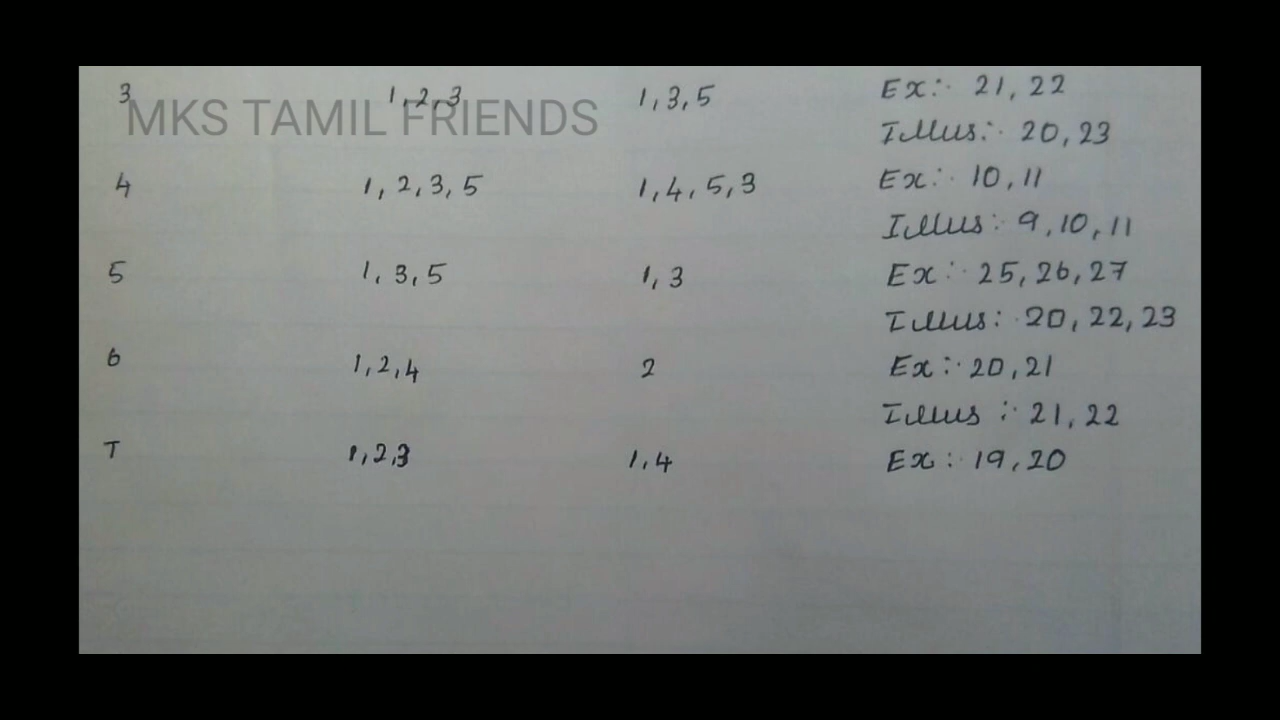 3 1,2,3 1,3,5 Ex: 21,22
MKS TAMIL FRIENDS
Illus: 20,23
4 1,2,3,5 1,4,5,3 Ex: 10,11
Illus: 9,10,11
5 1,3,5 1,3 Ex: 25,26,27
Illus: 20,22,23
6 1,2,4 2 Ex: 20,21
Illus: 21,22
7 1,2,3 1,4 Ex: 19,20